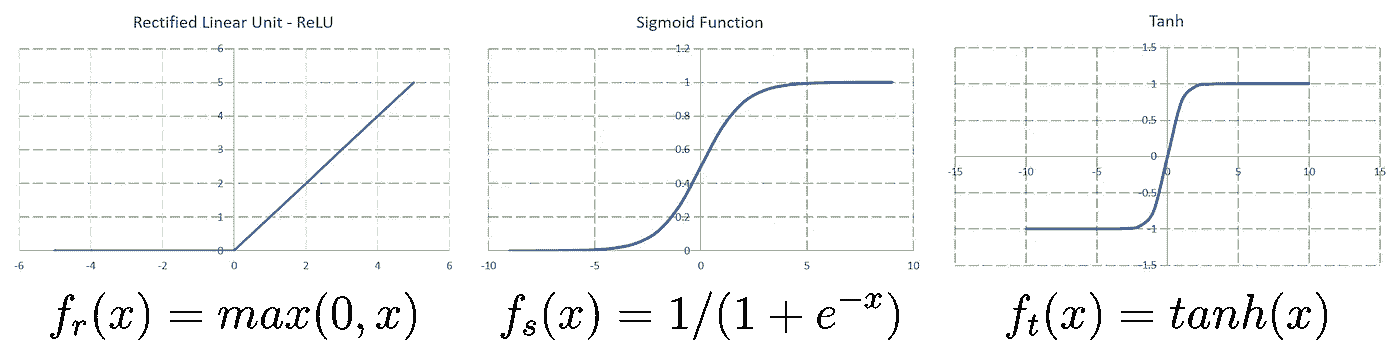 Rectified Linear Unit - ReLU
6
5
4
3
2
1
0
-6 -4 -2 0 2 4 6
f_r(x) = max(0, x)
Sigmoid Function
1.2
1
0.8
0.6
0.4
0.2
0
-10 -5 0 5 10
f_s(x) = 1/(1 + e^{-x})
Tanh
1.5
1
0.5
0
-15 -10 -5 0 5 10 15
-0.5
-1
-1.5
f_t(x) = tanh(x)